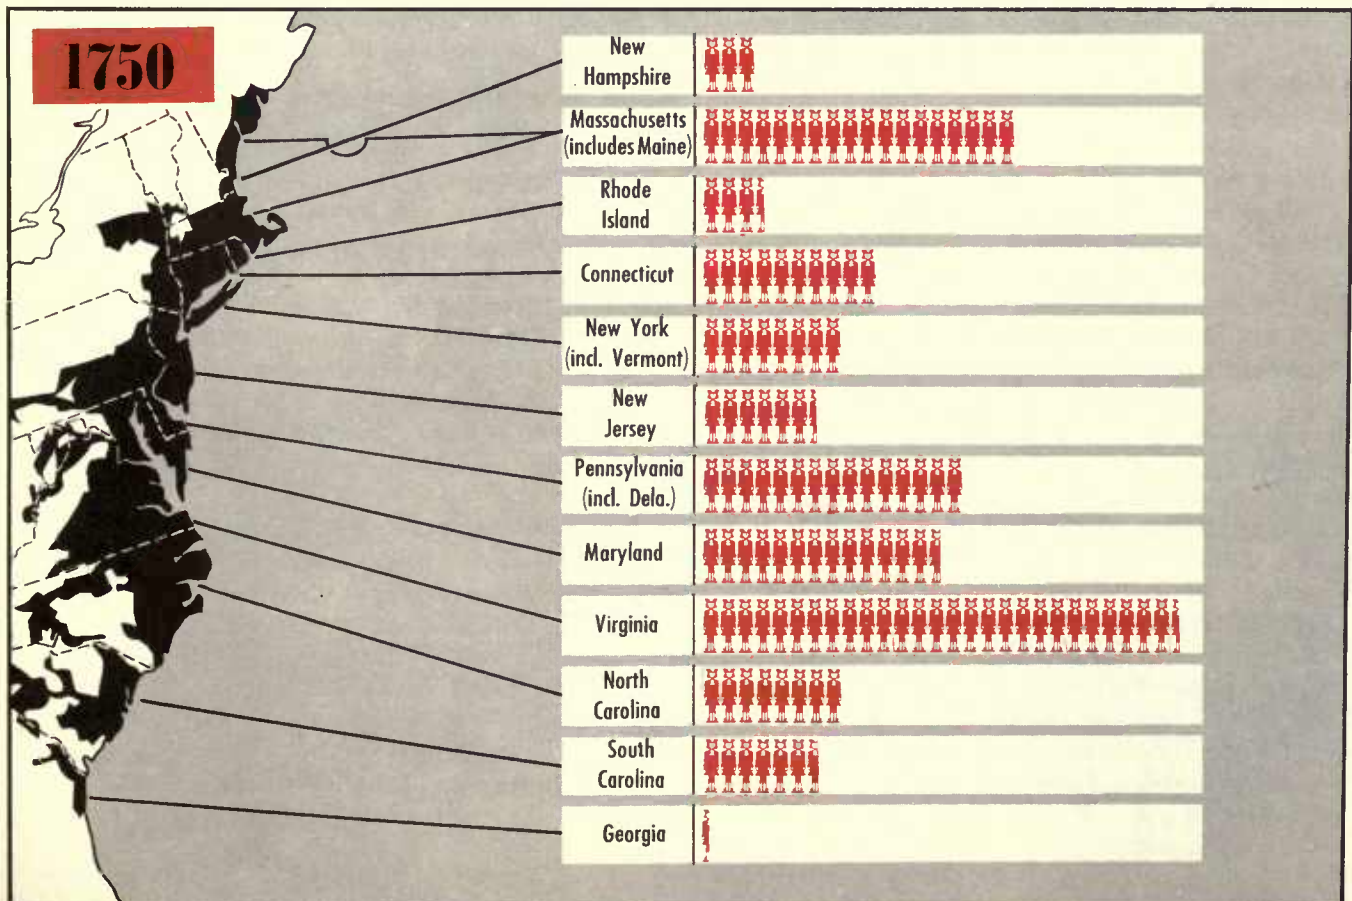 1750
New
Hampshire
Massachusetts
(includes Maine)
Rhode
Island
Connecticut
New York
(incl. Vermont)
New
Jersey
Pennsylvania
(incl. Dela.)
Maryland
Virginia
North
Carolina
South
Carolina
Georgia